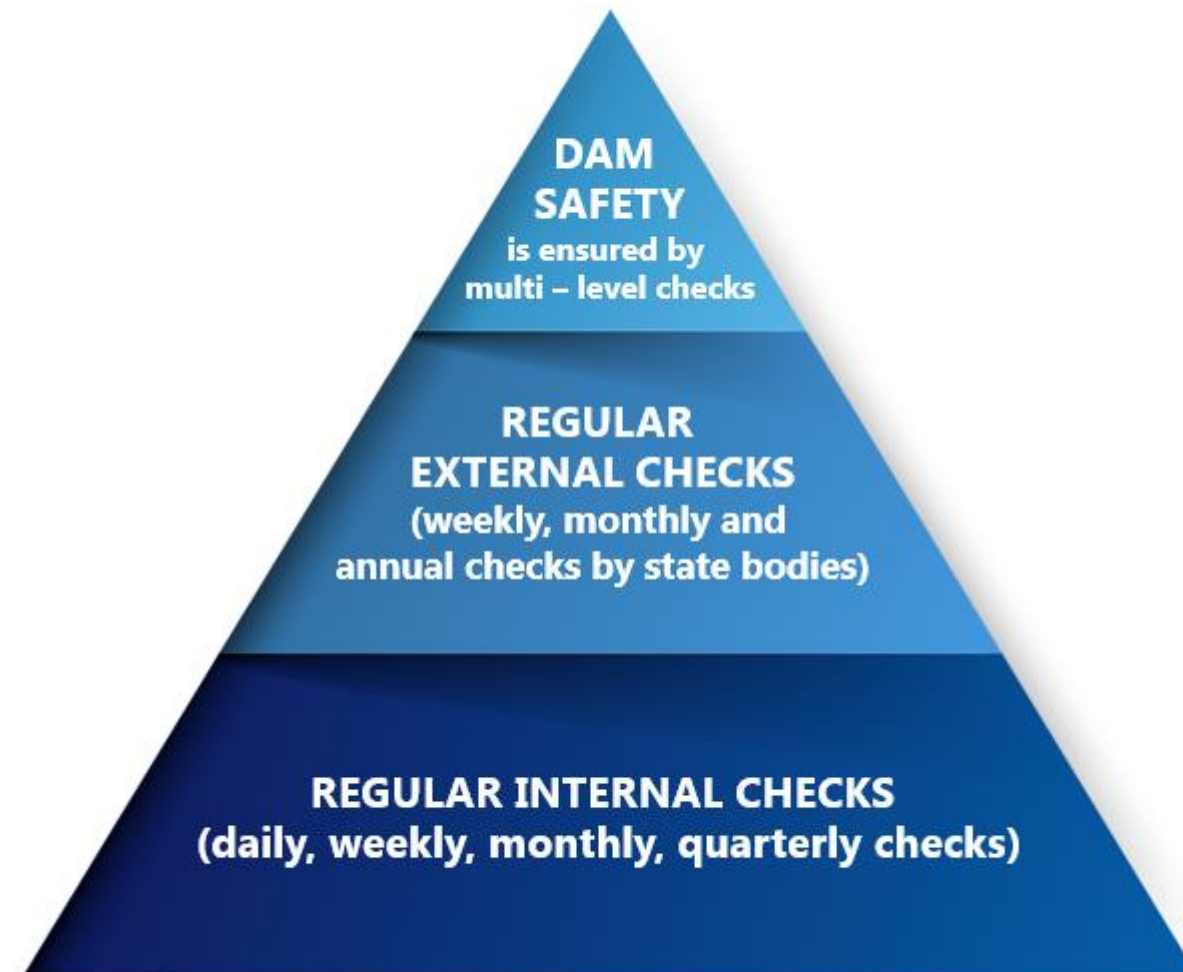 DAM
SAFETY
is ensured by
multi – level checks
REGULAR
EXTERNAL CHECKS
(weekly, monthly and
annual checks by state bodies)
REGULAR INTERNAL CHECKS
(daily, weekly, monthly, quarterly checks)